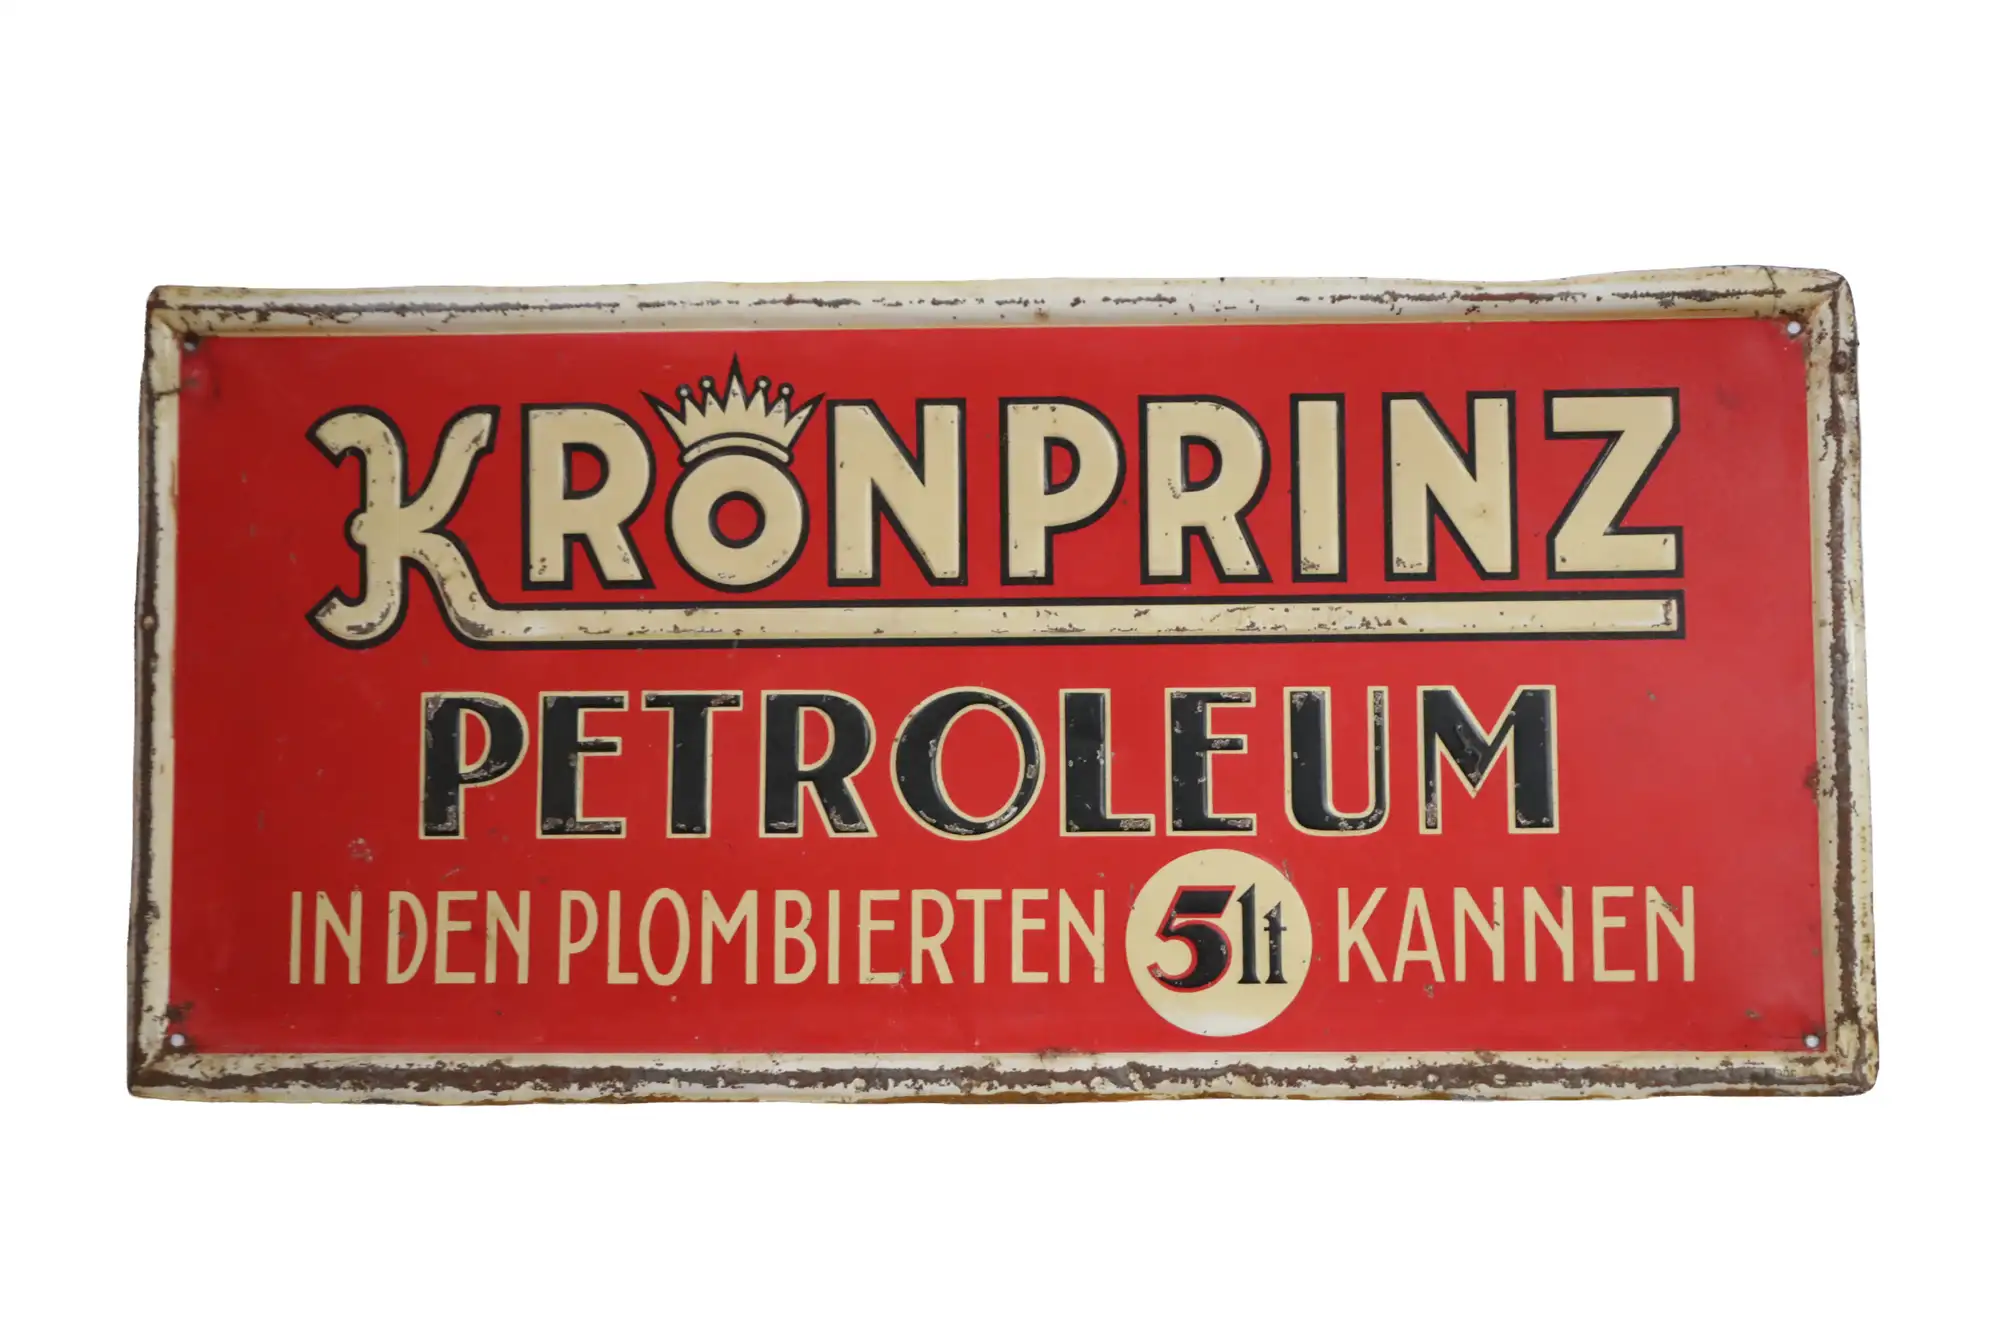 KRONPRINZ
PETROLEUM
IN DEN PLOMBIERTEN 5lt KANNEN